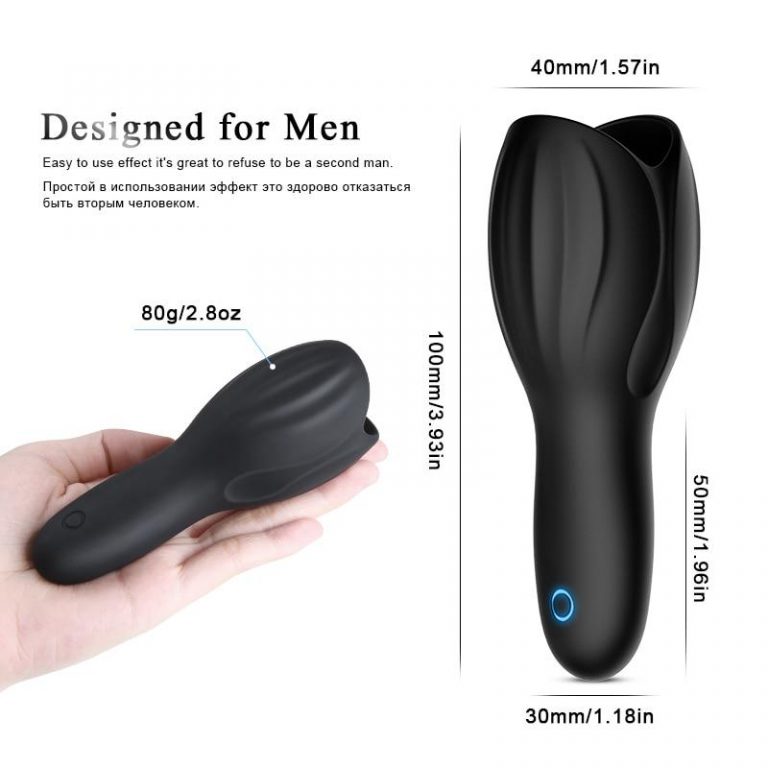 40mm/1.57in
Designed for Men
Easy to use effect it's great to refuse to be a second man.
Простой в использовании эффект это здорово отказаться
быть вторым человеком.
80g/2.8oz
100mm/3.93in
50mm/1.96in
30mm/1.18in